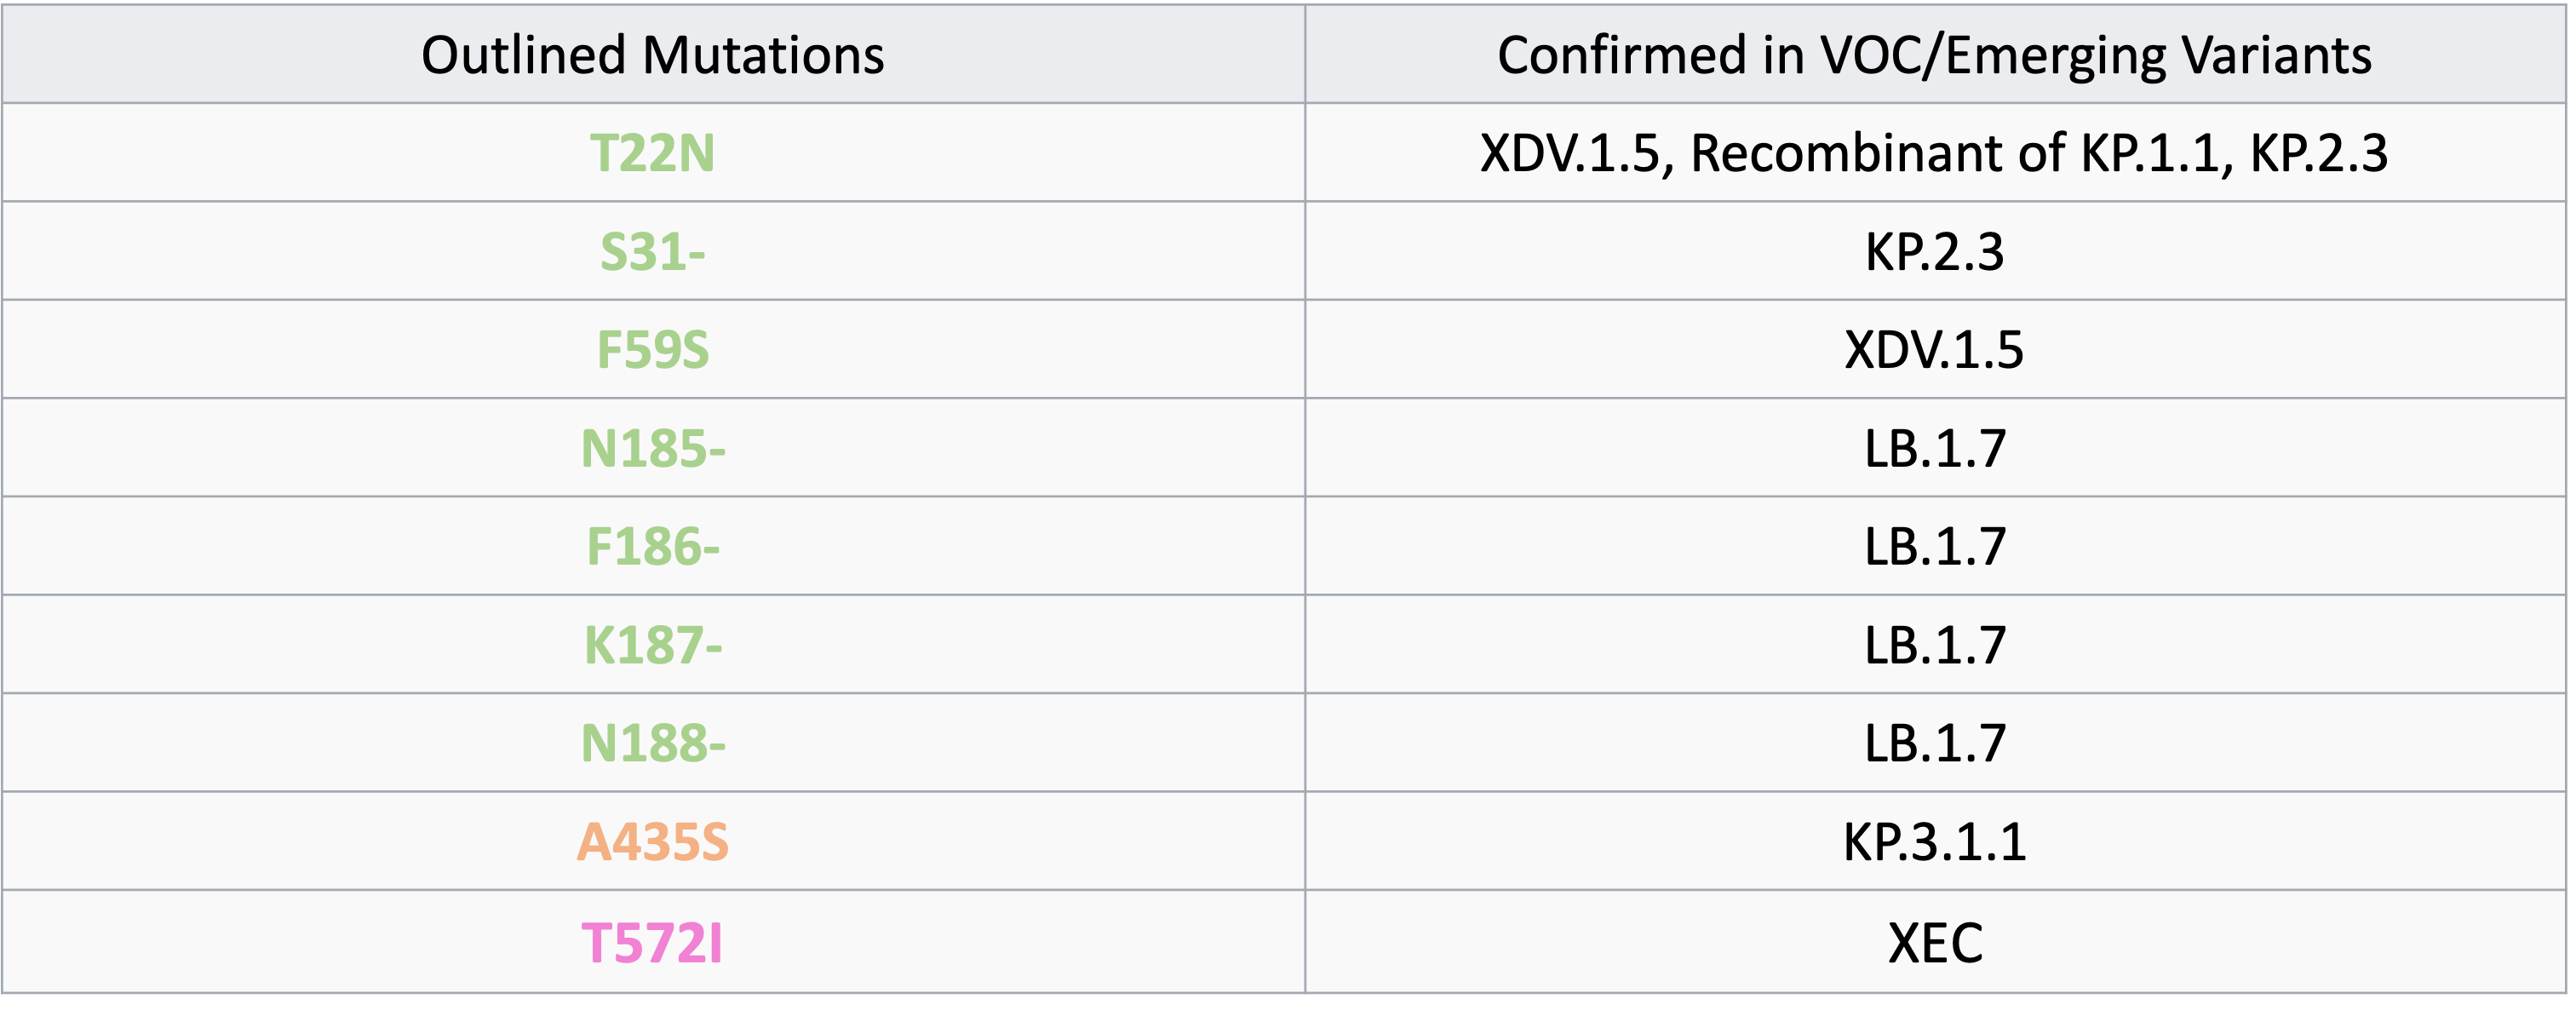 Outlined Mutations Confirmed in VOC/Emerging Variants
T22N XDV.1.5, Recombinant of KP.1.1, KP.2.3
S31- KP.2.3
F59S XDV.1.5
N185- LB.1.7
F186- LB.1.7
K187- LB.1.7
N188- LB.1.7
A435S KP.3.1.1
T572I XEC